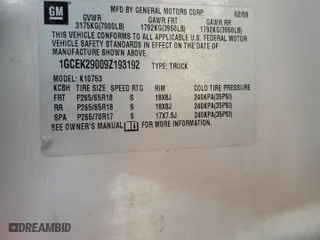 GM
MFD BY GENERAL MOTORS CORP. 02/09
GVWR GAWR FRT GAWR RR
3175KG(7000LB) 1792KG(3950LB) 1792KG(3950LB)
THIS VEHICLE CONFORMS TO ALL APPLICABLE U.S. FEDERAL
MOTOR VEHICLE SAFETY STANDARDS IN EFFECT ON THE DATE OF
MANUFACTURE SHOWN ABOVE.
1GCEK29009Z193192 TYPE: TRUCK
MODEL: K10753
KCBH TIRE SIZE SPEED RTG RIM COLD TIRE PRESSURE
FRT P265/65R18 S 18X8J 240KPA(35PSI)
RR P265/65R18 S 18X8J 240KPA(35PSI)
SPA P265/70R17 S 17X7.5J 240KPA(35PSI)
SEE OWNER'S MANUAL FOR MORE INFORMATION
DREAMBID